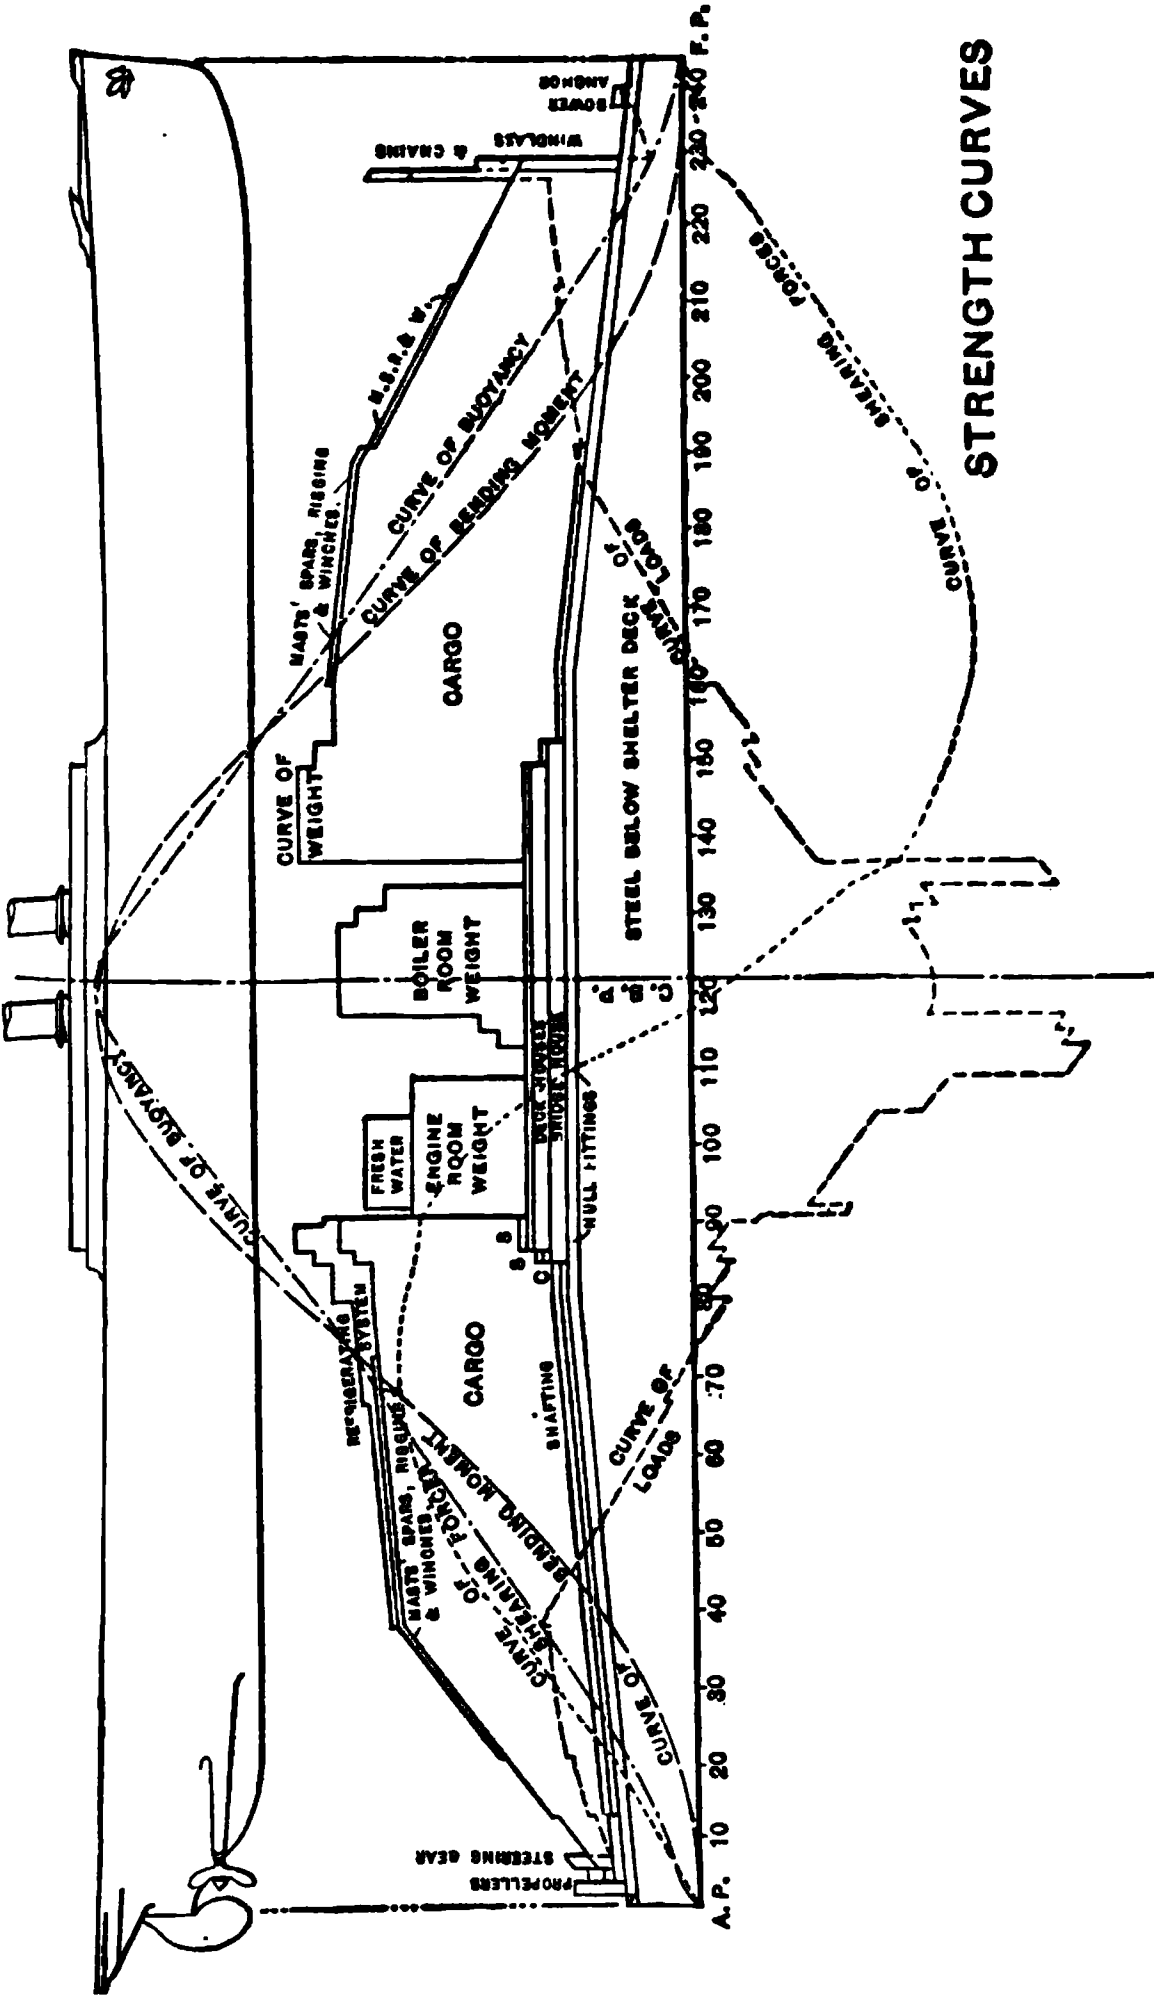 CURVE OF BUOYANCY
CURVE OF
WEIGHT
MASTS' SPARS, RIGGING
& WINCHES.
M.S.R. & W.
& CHAINS
WINDLASS
BOWER
ANCHOR
CURVE OF BUOYANCY
CURVE OF BENDING MOMENT
REFRIGERATING
SYSTEM
MASTS' SPARS, RIGGING
& WINCHES.
FRESH
WATER
ENGINE
ROOM
WEIGHT
BOILER
ROOM
WEIGHT
CARGO
CARGO
STEERING GEAR
PROPELLERS
CURVE
OF
SHEARING FORCES
BENDING MOMENT
CURVE OF
SHAFTING
S
S
C
DECK HOUSES
BRIDGE HOUSE
HULL FITTINGS
C. B. P.
STEEL BELOW SHELTER DECK
CURVE OF
LOADS
CURVE OF
LOADS
A. P. 10 20 30 40 50 60 70 80 90 100 110 120 130 140 150 160 170 180 190 200 210 220 230 240 F. P.
CURVE OF SHEARING FORCES
STRENGTH CURVES